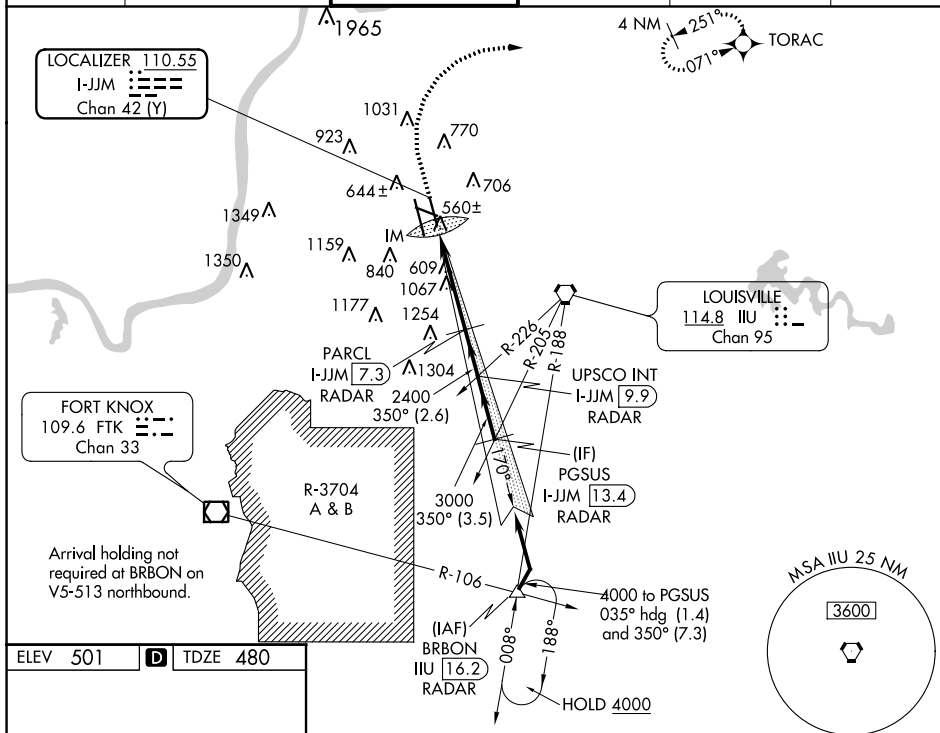 1965
4 NM
251°
071°
TORAC
LOCALIZER 110.55
I-JJM
Chan 42 (Y)
1031
770
923
644±
706
1349
560±
IM
1159
840
609
1350
1067
1177
1254
LOUISVILLE
114.8 IIU
Chan 95
R-226
R-205
R-188
PARCL
I-JJM 7.3
RADAR
1304
2400
350° (2.6)
UPSCO INT
I-JJM 9.9
RADAR
FORT KNOX
109.6 FTK
Chan 33
(IF)
PGSUS
I-JJM 13.4
RADAR
170°
R-3704
A & B
3000
350° (3.5)
Arrival holding not
required at BRBON on
V5-513 northbound.
R-106
4000 to PGSUS
035° hdg (1.4)
and 350° (7.3)
(IAF)
BRBON
IIU 16.2
RADAR
008°
188°
HOLD 4000
MSA IIU 25 NM
3600
ELEV 501 D TDZE 480